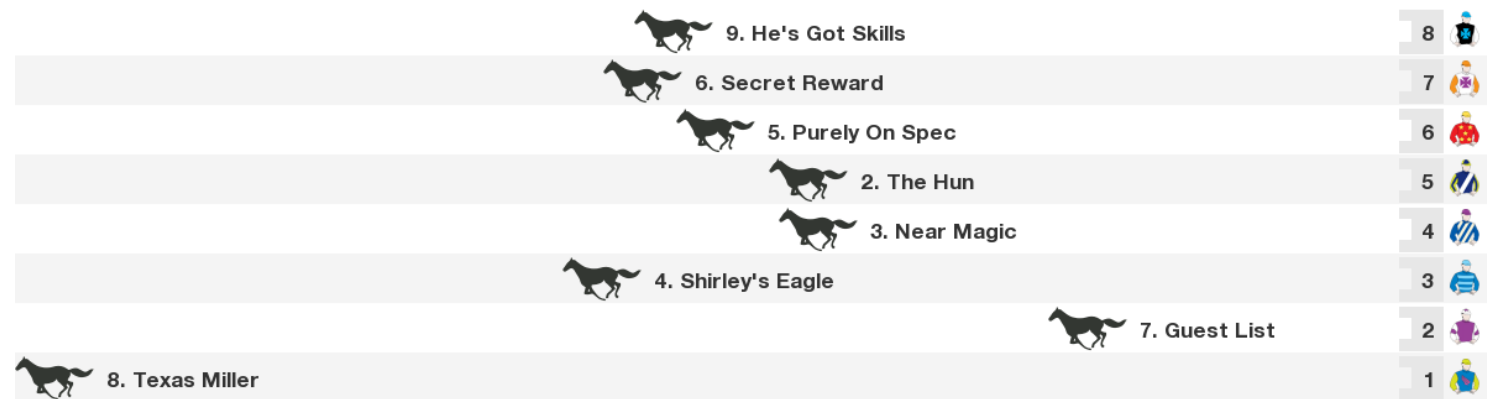 9. He's Got Skills 8
6. Secret Reward 7
5. Purely On Spec 6
2. The Hun 5
3. Near Magic 4
4. Shirley's Eagle 3
7. Guest List 2
8. Texas Miller 1